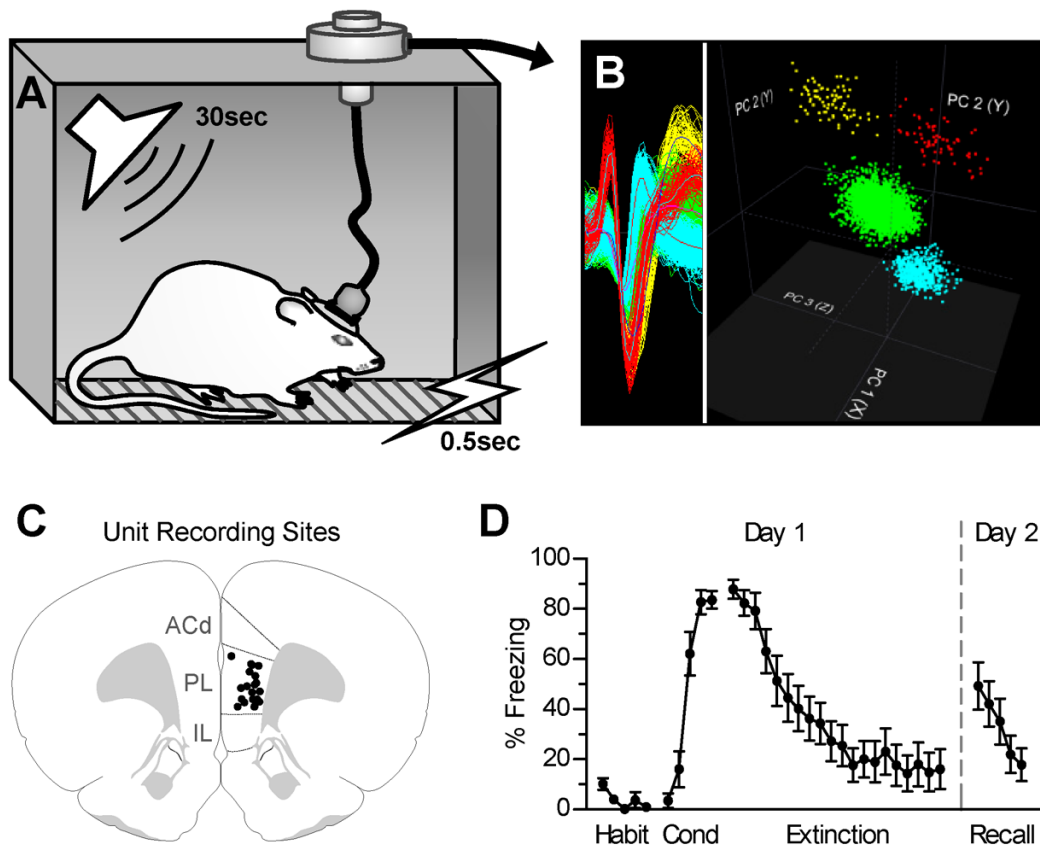 A
30sec
0.5sec
B
PC 2 (Y)
PC 2 (Y)
PC 3 (Z)
PC 1 (X)
C
Unit Recording Sites
ACd
PL
IL
D
Day 1
Day 2
% Freezing
100
80
60
40
20
0
Habit
Cond
Extinction
Recall